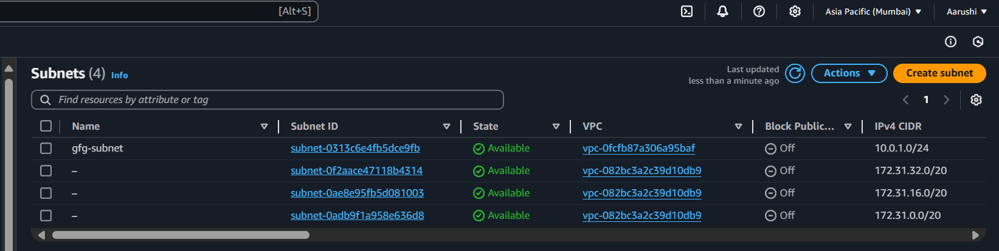 [Alt+S]
Asia Pacific (Mumbai)
Aarushi
Subnets (4) Info
Last updated
less than a minute ago
Actions
Create subnet
Find resources by attribute or tag
1
Name Subnet ID State VPC Block Public... IPv4 CIDR
gfg-subnet subnet-0313c6e4fb5dce9fb Available vpc-0fcfb87a306a95baf Off 10.0.1.0/24
– subnet-0f2aace47118b4314 Available vpc-082bc3a2c39d10db9 Off 172.31.32.0/20
– subnet-0ae8e95fb5d081003 Available vpc-082bc3a2c39d10db9 Off 172.31.16.0/20
– subnet-0adb9f1a958e636d8 Available vpc-082bc3a2c39d10db9 Off 172.31.0.0/20